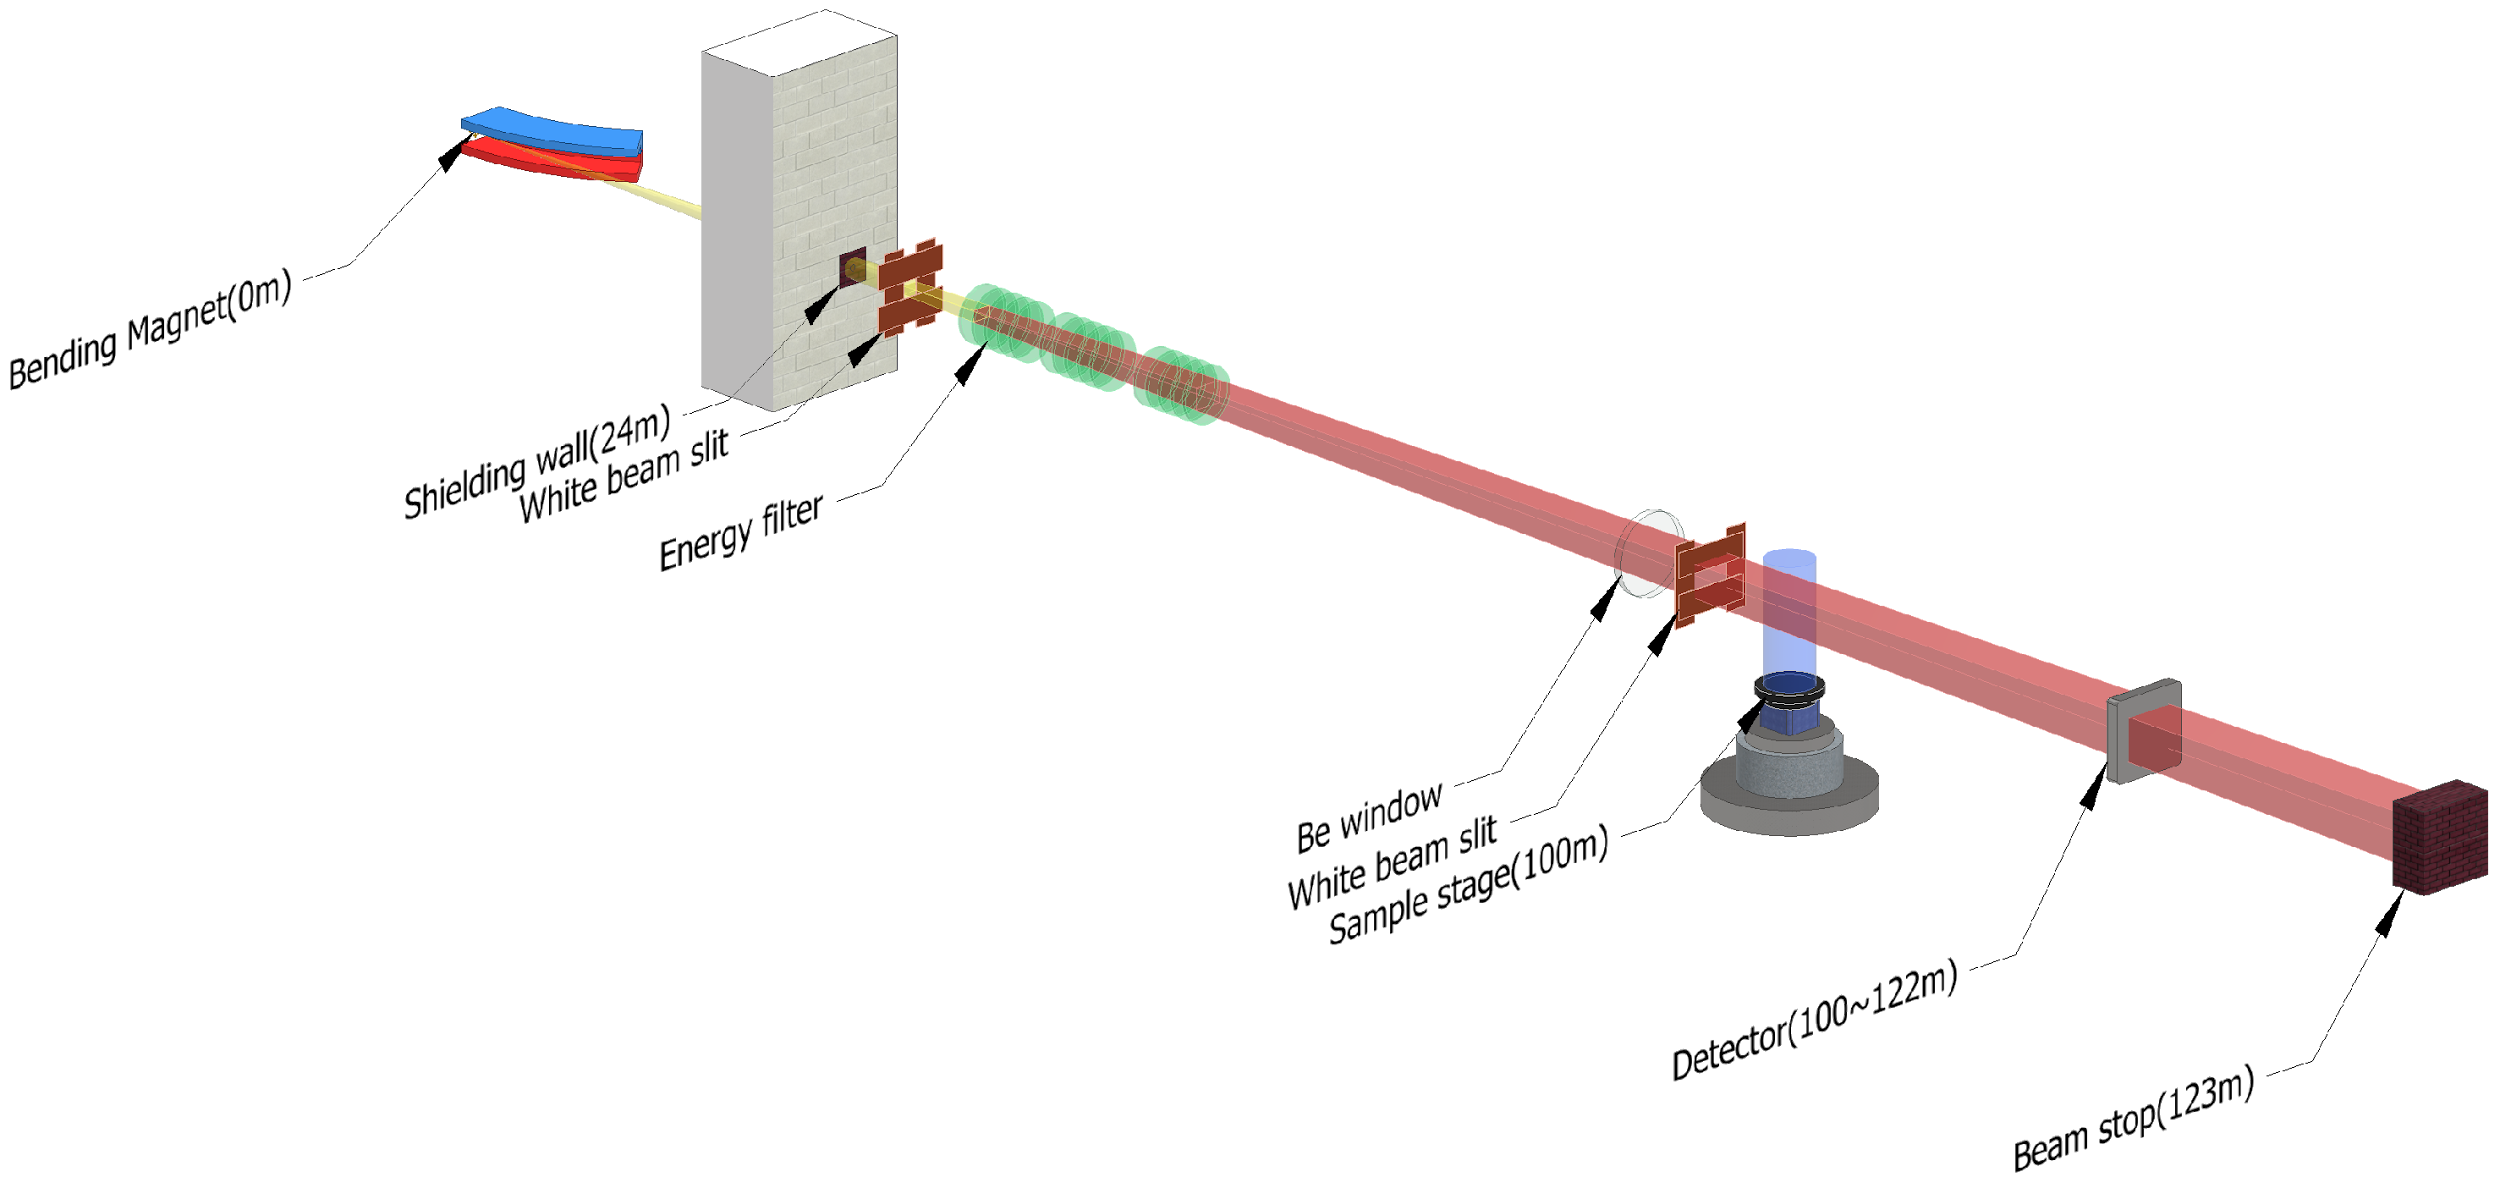 Bending Magnet(0m)
Shielding wall(24m)
White beam slit
Energy filter
Be window
White beam slit
Sample stage(100m)
Detector(100~122m)
Beam stop(123m)